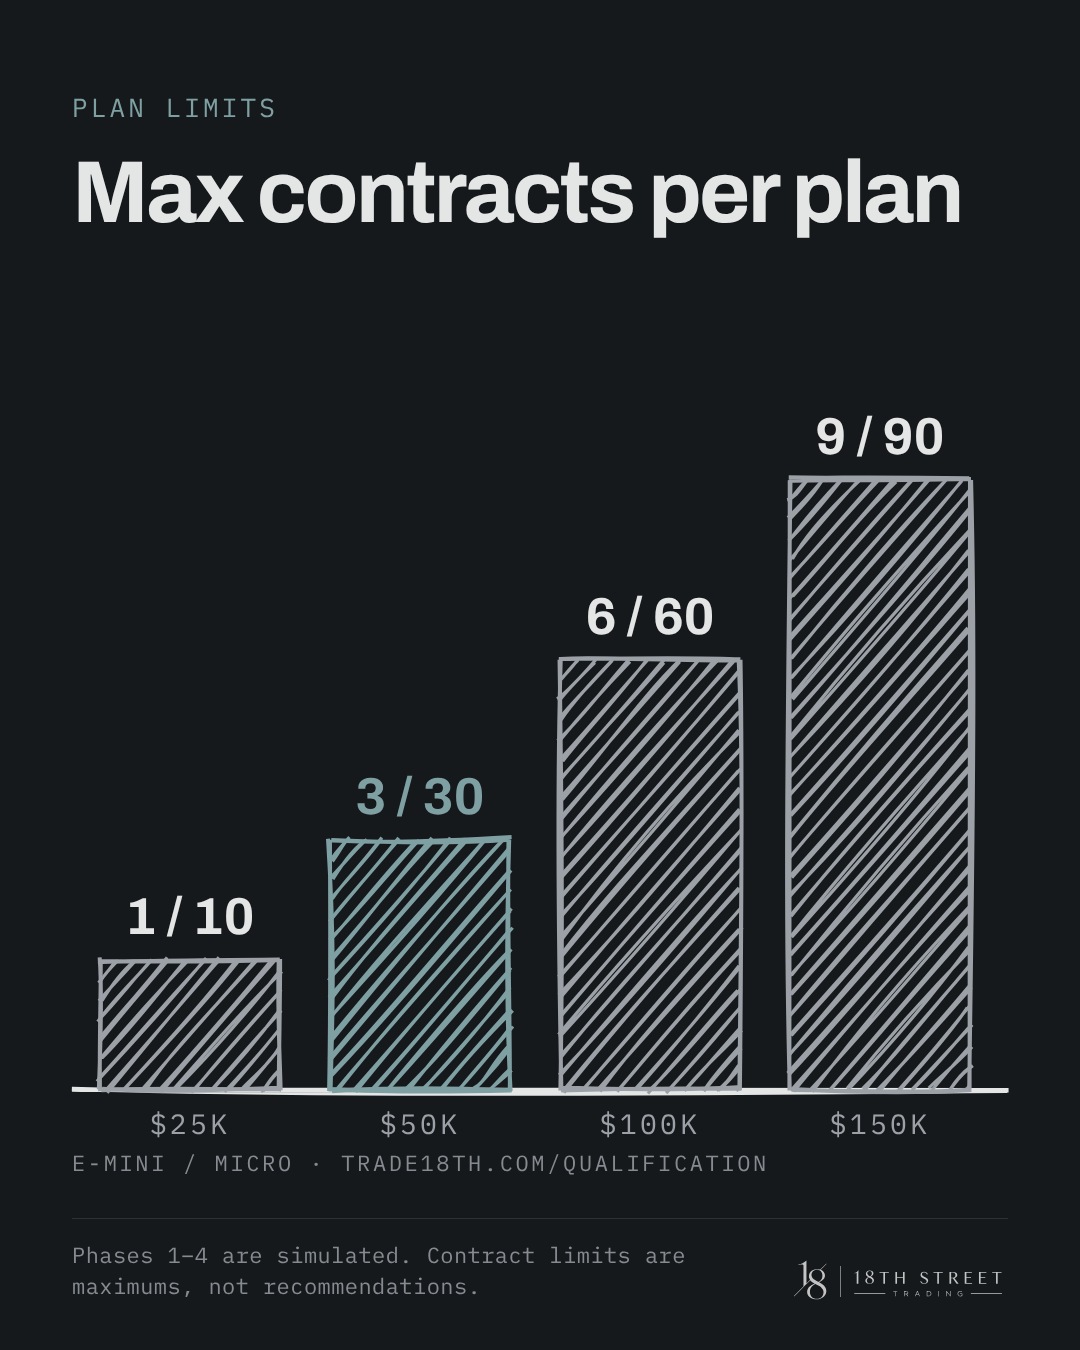 PLAN LIMITS
Max contracts per plan
9 / 90
6 / 60
3 / 30
1 / 10
$25K $50K $100K $150K
E-MINI / MICRO · TRADE18TH.COM/QUALIFICATION
Phases 1–4 are simulated. Contract limits are
maximums, not recommendations.
18 18TH STREET
TRADING